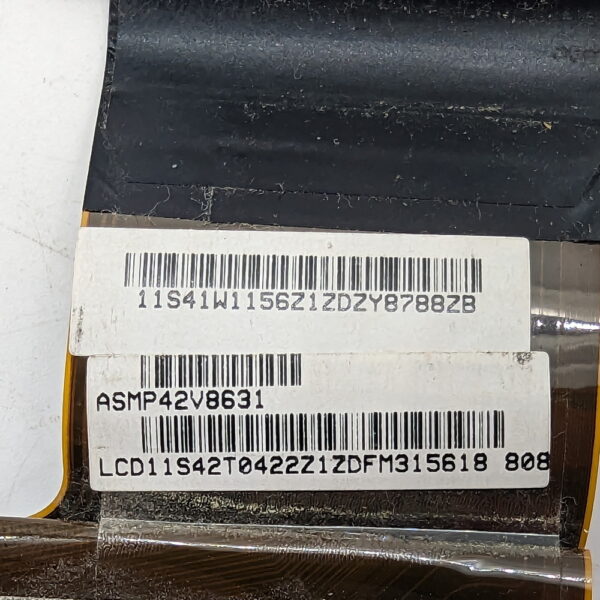 11S41W1156Z1ZDZY8788ZB
ASMP42V8631
LCD11S42T0422Z1ZDFM315618 808